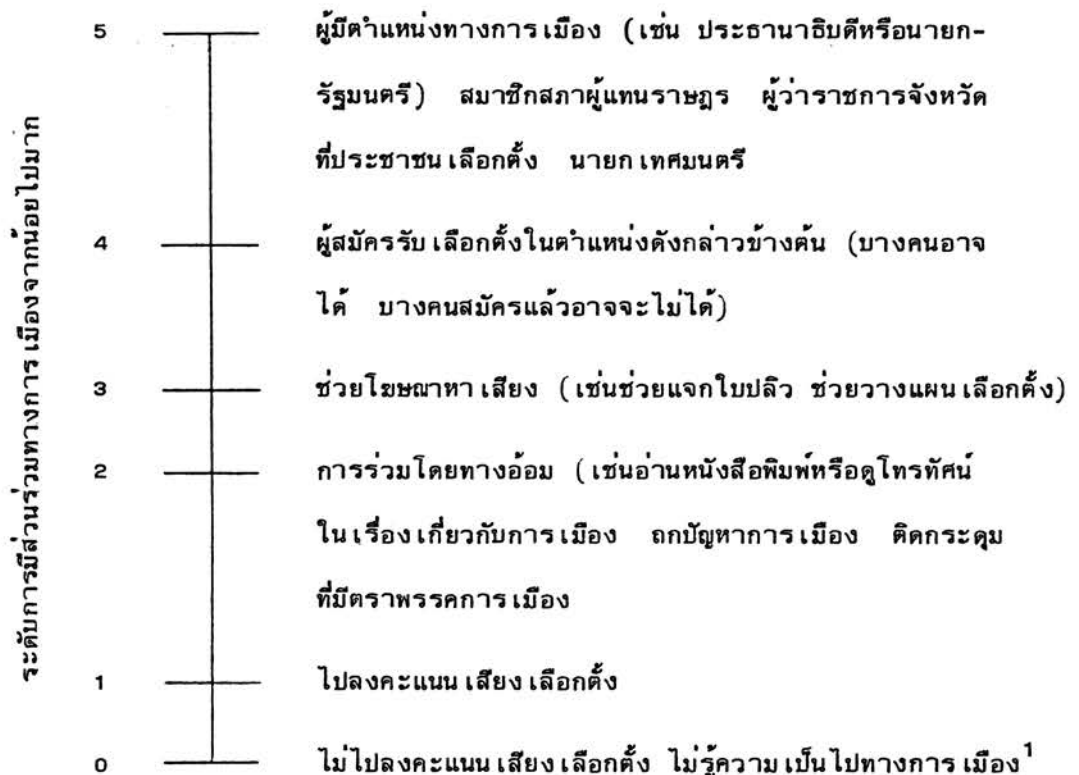 ระดับการมีส่วนร่วมทางการเมืองจากน้อยไปมาก
5 ผู้มีตำแหน่งทางการเมือง (เช่น ประธานาธิบดีหรือนายก-
รัฐมนตรี) สมาชิกสภาผู้แทนราษฎร ผู้ว่าราชการจังหวัด
ที่ประชาชนเลือกตั้ง นายกเทศมนตรี
4 ผู้สมัครรับเลือกตั้งในตำแหน่งดังกล่าวข้างต้น (บางคนอาจ
ได้ บางคนสมัครแล้วอาจจะไม่ได้)
3 ช่วยโฆษณาหาเสียง (เช่นช่วยแจกใบปลิว ช่วยวางแผนเลือกตั้ง)
2 การร่วมโดยทางอ้อม (เช่นอ่านหนังสือพิมพ์หรือดูโทรทัศน์
ในเรื่องเกี่ยวกับการเมือง ถกปัญหาการเมือง ติดกระดุม
ที่มีตราพรรคการเมือง
1 ไปลงคะแนนเสียงเลือกตั้ง
0 ไม่ไปลงคะแนนเสียงเลือกตั้ง ไม่รู้ความเป็นไปทางการเมือง¹